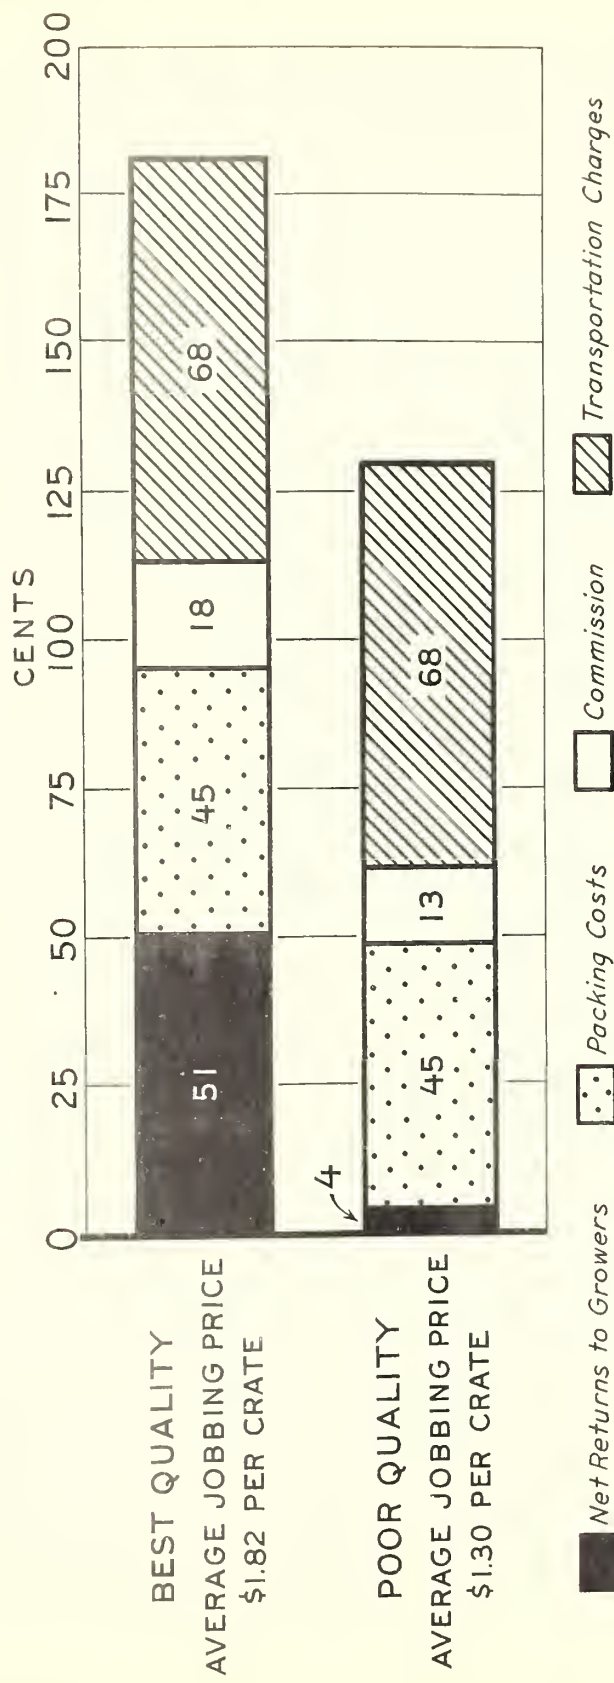 CENTS
0 25 50 75 100 125 150 175 200
BEST QUALITY
AVERAGE JOBBING PRICE
$1.82 PER CRATE
51 45 18 68
POOR QUALITY
AVERAGE JOBBING PRICE
$1.30 PER CRATE
4
45 13 68
Net Returns to Growers Packing Costs Commission Transportation Charges